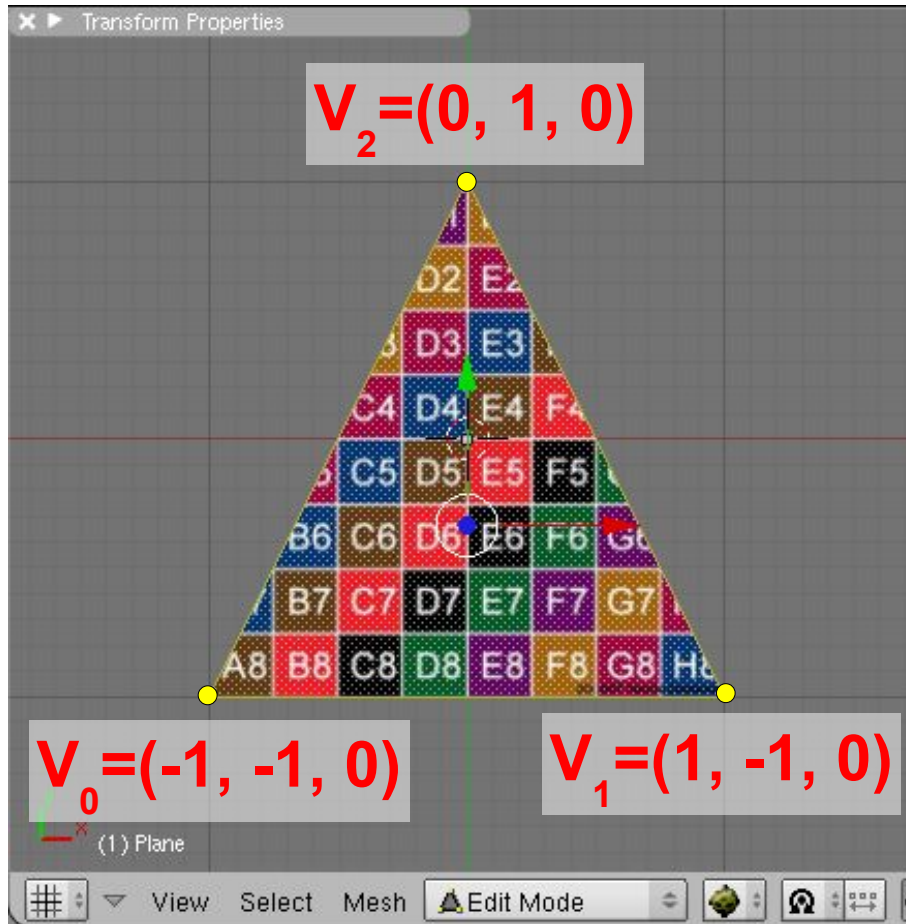 Transform Properties
V2=(0, 1, 0)
D2 E2
D3 E3
C4 D4 E4 F4
C5 D5 E5 F5
B6 C6 D6 E6 F6 G6
B7 C7 D7 E7 F7 G7
A8 B8 C8 D8 E8 F8 G8 H8
V0=(-1, -1, 0)
V1=(1, -1, 0)
x
(1) Plane
View Select Mesh Edit Mode